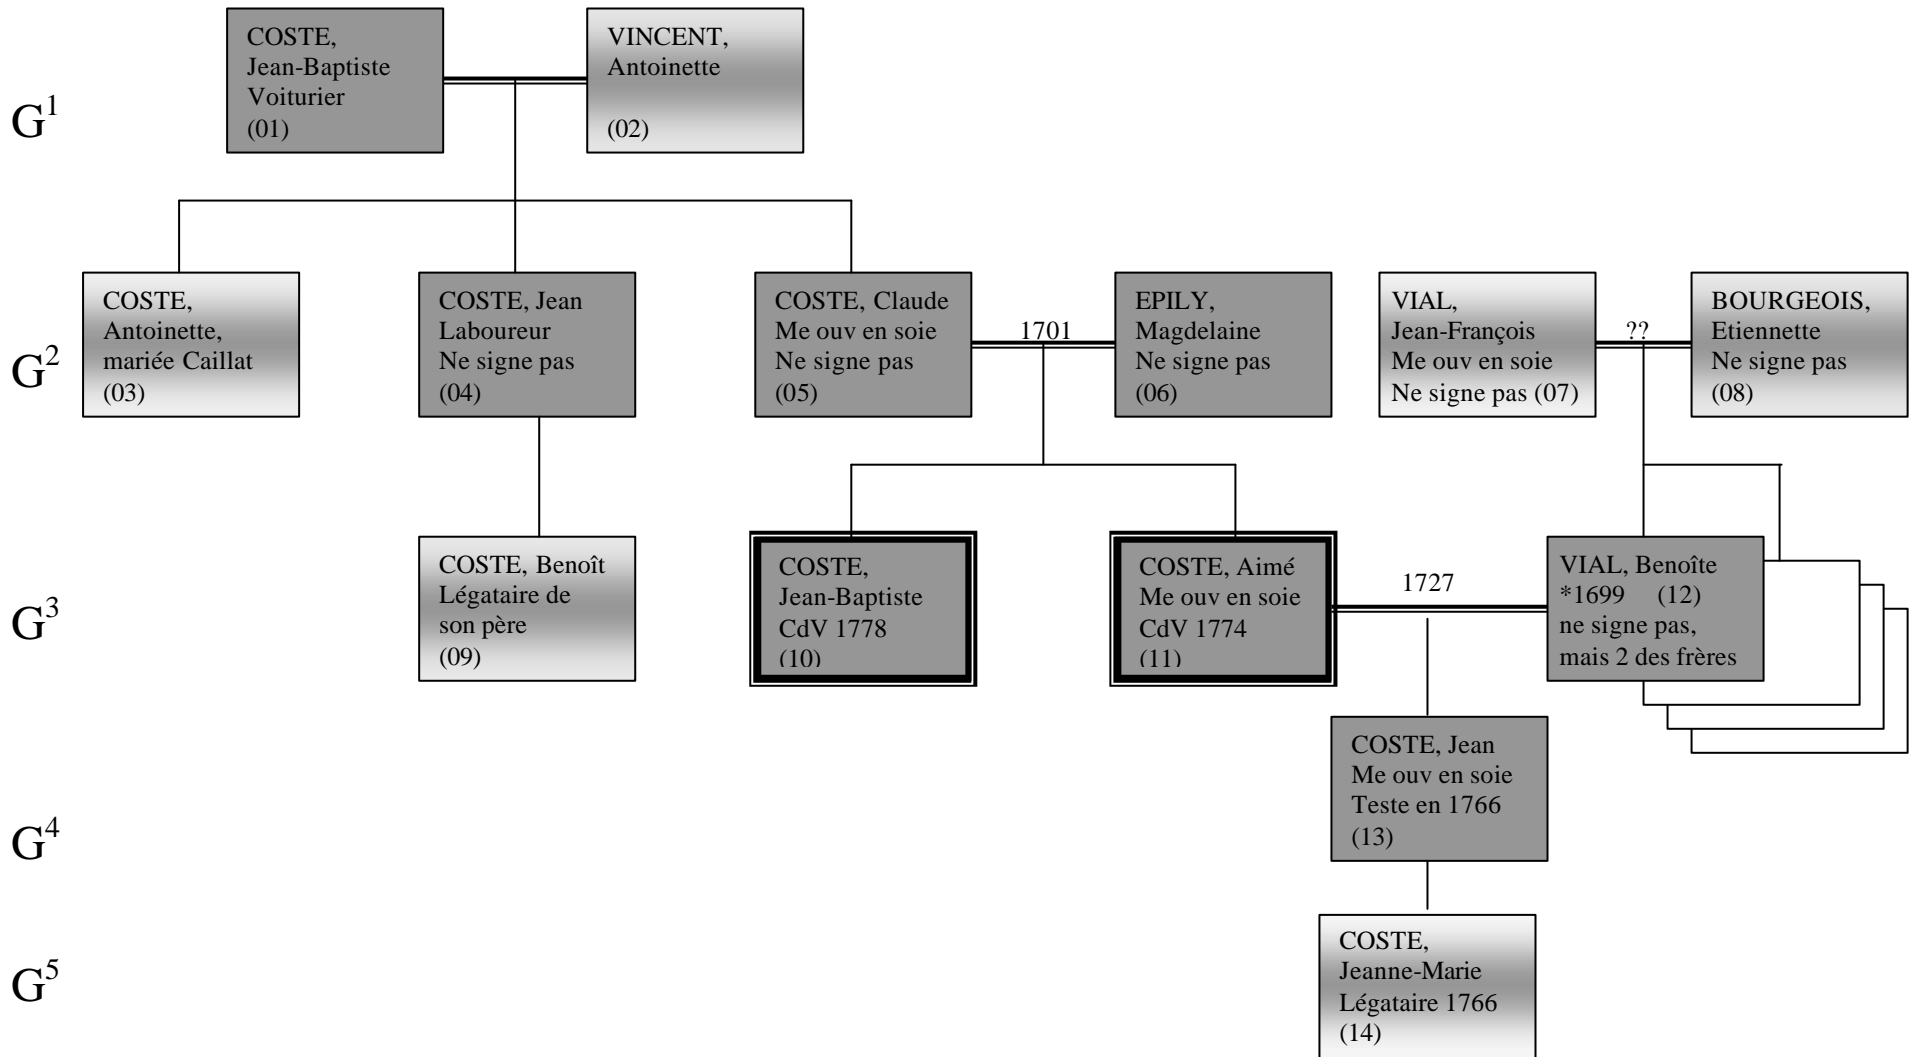 G¹
COSTE,
Jean-Baptiste
Voiturier
(01)
VINCENT,
Antoinette
(02)
G²
COSTE,
Antoinette,
mariée Caillat
(03)
COSTE, Jean
Laboureur
Ne signe pas
(04)
COSTE, Claude
Me ouv en soie
Ne signe pas
(05)
1701
EPILY,
Magdelaine
Ne signe pas
(06)
VIAL,
Jean-François
Me ouv en soie
Ne signe pas (07)
??
BOURGEOIS,
Etiennette
Ne signe pas
(08)
G³
COSTE, Benoît
Légataire de
son père
(09)
COSTE,
Jean-Baptiste
CdV 1778
(10)
COSTE, Aimé
Me ouv en soie
CdV 1774
(11)
1727
VIAL, Benoîte
*1699 (12)
ne signe pas,
mais 2 des frères
G⁴
COSTE, Jean
Me ouv en soie
Teste en 1766
(13)
G⁵
COSTE,
Jeanne-Marie
Légataire 1766
(14)